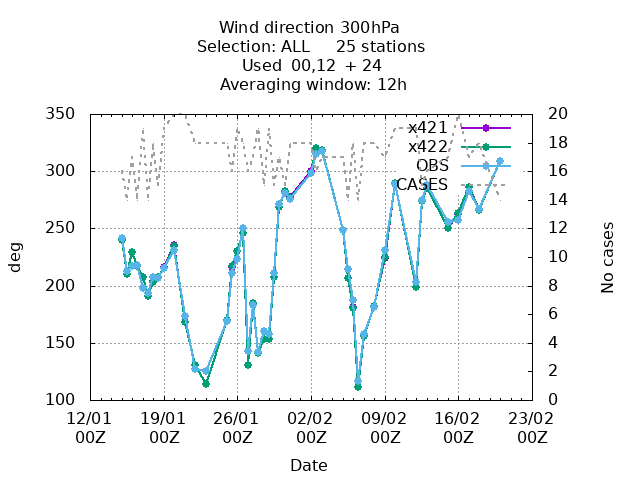 Wind direction 300hPa
Selection: ALL 25 stations
Used 00,12 + 24
Averaging window: 12h
350 20
x421
18
x422
300 16
OBS
CASES
14
250 12
10
200 8
6
150 4
2
100 0
deg
No cases
12/01 19/01 26/01 02/02 09/02 16/02 23/02
00Z 00Z 00Z 00Z 00Z 00Z 00Z
Date